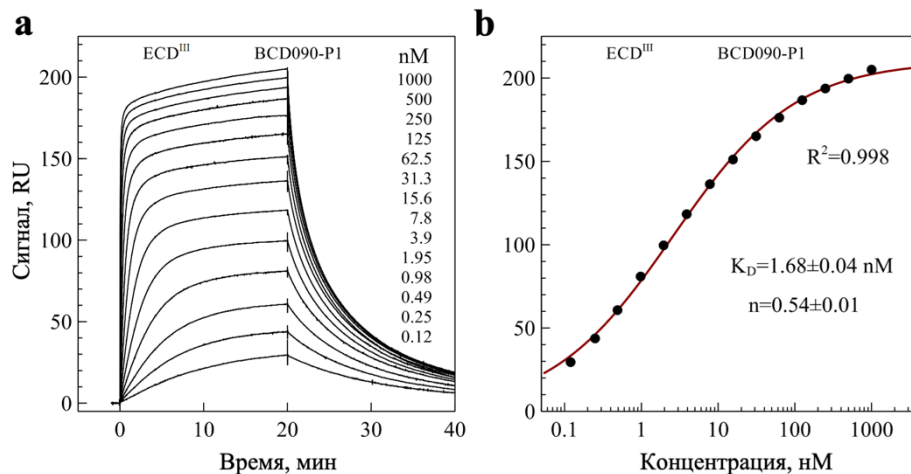 a
ECDᴵᴵᴵ BCD090-P1 nM
1000
500
250
125
62.5
31.3
15.6
7.8
3.9
1.95
0.98
0.49
0.25
0.12
Сигнал, RU
200
150
100
50
0
0 10 20 30 40
Время, мин
b
ECDᴵᴵᴵ BCD090-P1
R²=0.998
K_D=1.68±0.04 nM
n=0.54±0.01
200
150
100
50
0
0.1 1 10 100 1000
Концентрация, нМ